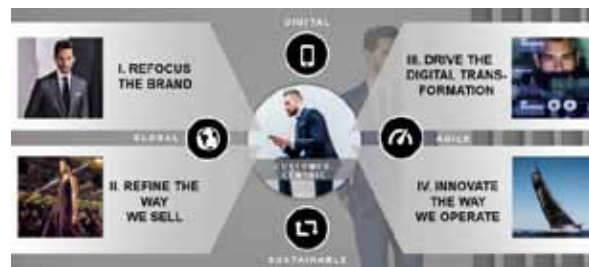 DIGITAL
I. REFOCUS
THE BRAND
III. DRIVE THE
DIGITAL TRANS-
FORMATION
GLOBAL
AGILE
CUSTOMER
CENTRIC
II. REFINE THE
WAY
WE SELL
IV. INNOVATE
THE WAY
WE OPERATE
SUSTAINABLE